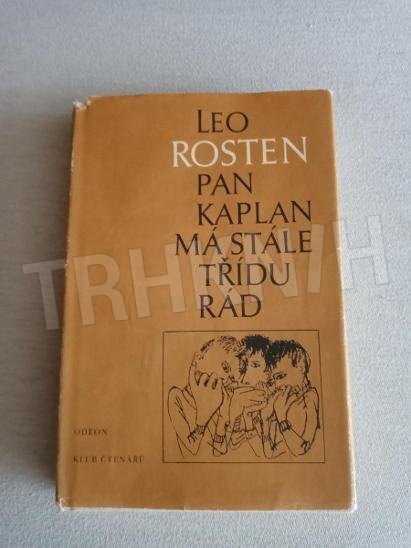 LEO
ROSTEN
PAN
KAPLAN
MÁ STÁLE
TŘÍDU
RÁD
ODEON
KLUB ČTENÁŘŮ
TRHKNIH